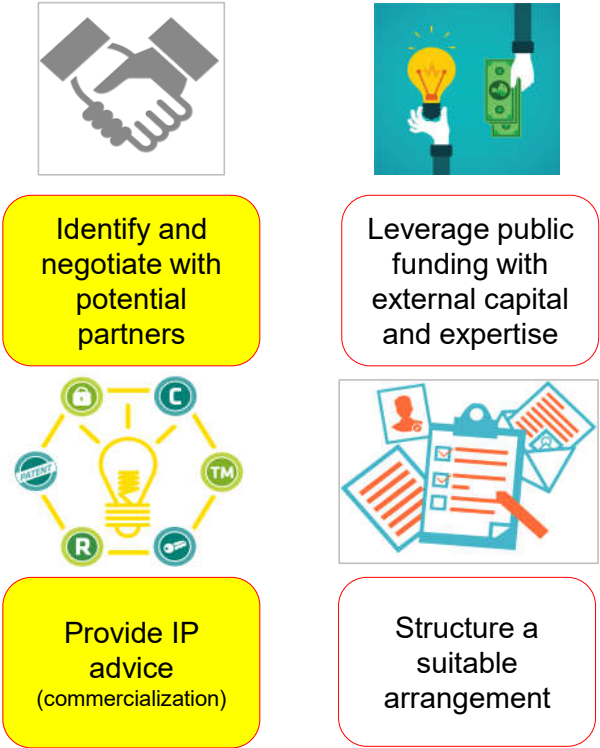 Identify and
negotiate with
potential
partners
Leverage public
funding with
external capital
and expertise
C
PATENT
TM
R
Provide IP
advice
(commercialization)
Structure a
suitable
arrangement